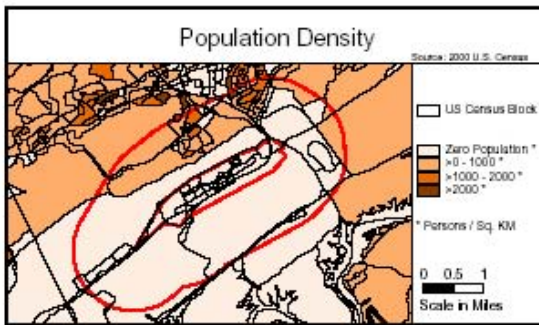 Population Density
Source: 2000 U.S. Census
US Census Block
Zero Population *
>0 - 1000 *
>1000 - 2000 *
>2000 *
* Persons / Sq. KM
0 0.5 1
Scale in Miles